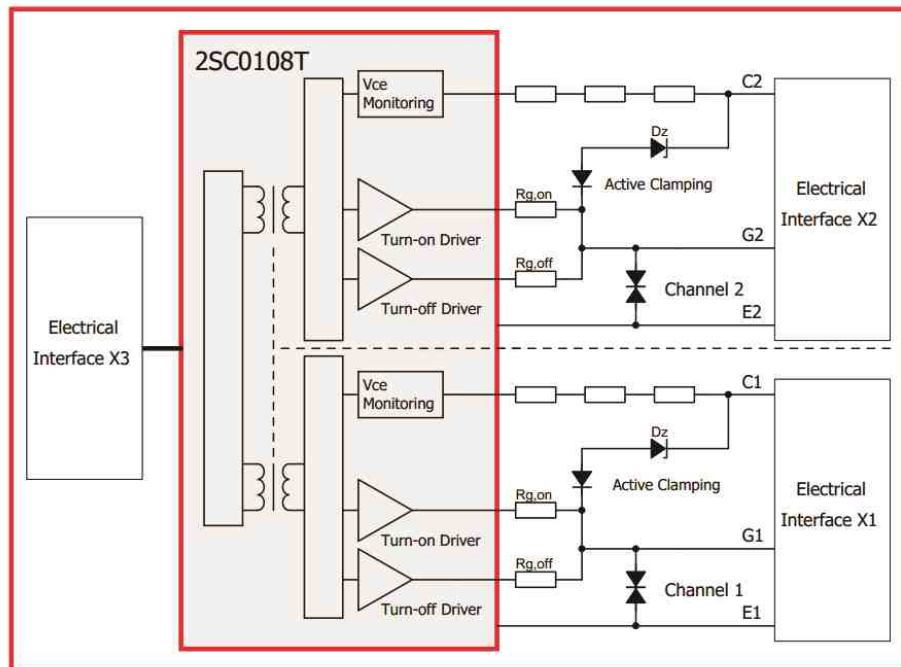 2SC0108T
Vce
Monitoring
C2
Dz
Active Clamping
Rg,on
Turn-on Driver
G2
Rg,off
Turn-off Driver
Channel 2
E2
Electrical
Interface X2
Electrical
Interface X3
Vce
Monitoring
C1
Dz
Active Clamping
Rg,on
Turn-on Driver
G1
Rg,off
Turn-off Driver
Channel 1
E1
Electrical
Interface X1